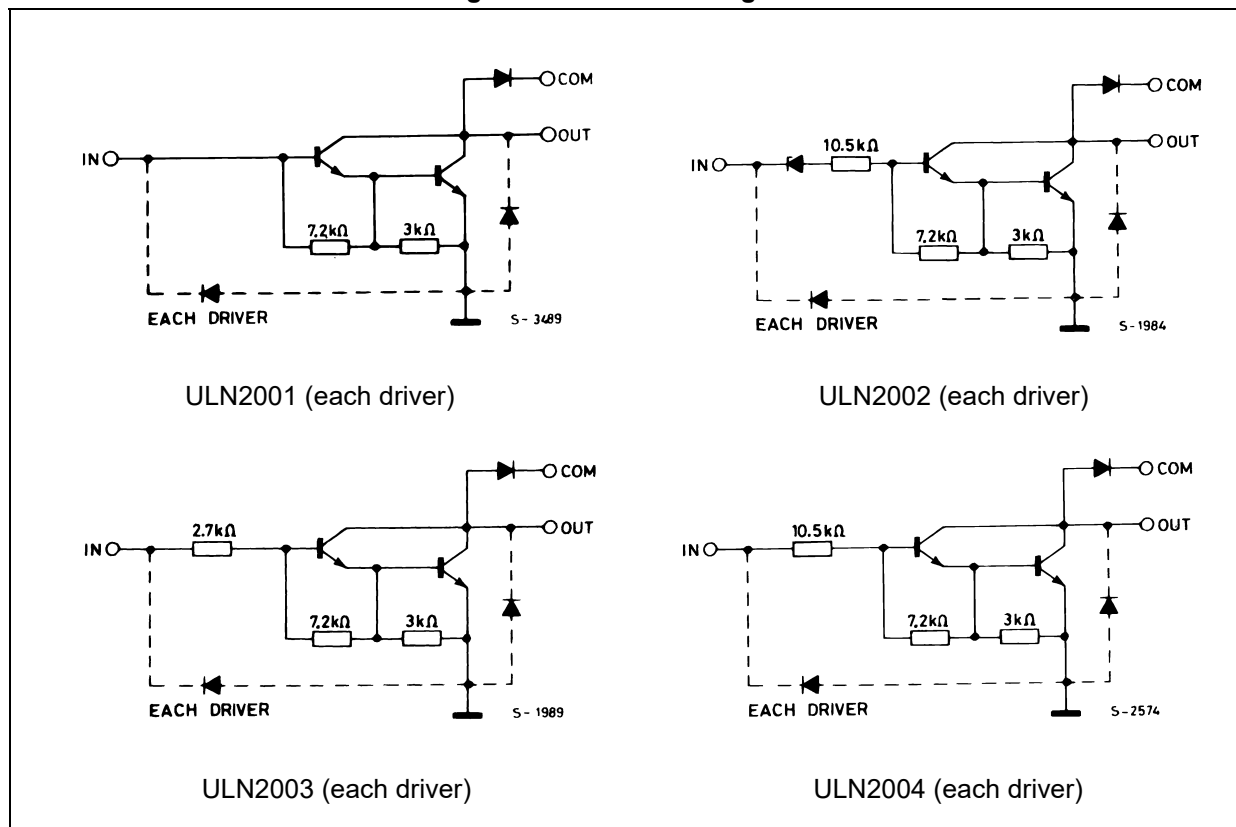 COM
OUT
IN
7.2kΩ
3kΩ
EACH DRIVER
S-3489
ULN2001 (each driver)
COM
OUT
IN
10.5kΩ
7.2kΩ
3kΩ
EACH DRIVER
S-1984
ULN2002 (each driver)
COM
OUT
IN
2.7kΩ
7.2kΩ
3kΩ
EACH DRIVER
S-1989
ULN2003 (each driver)
COM
OUT
IN
10.5kΩ
7.2kΩ
3kΩ
EACH DRIVER
S-2574
ULN2004 (each driver)